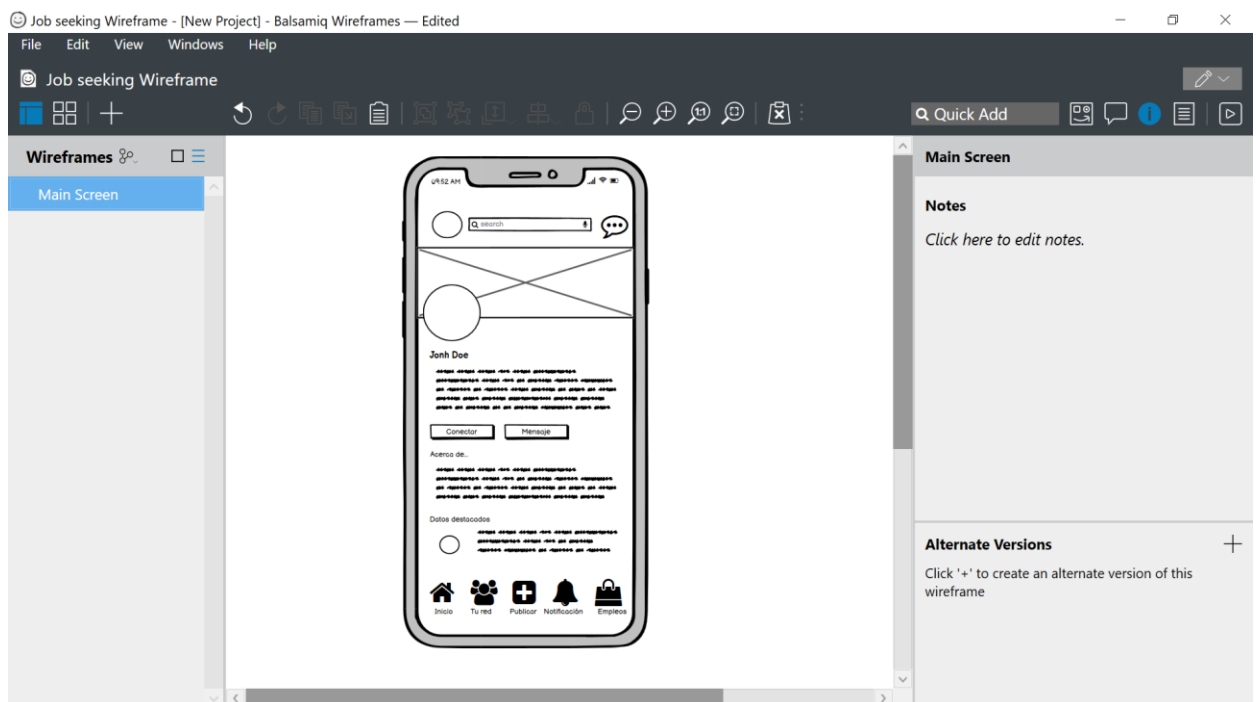 Job seeking Wireframe - [New Project] - Balsamiq Wireframes — Edited
File Edit View Windows Help
Job seeking Wireframe
Quick Add
Wireframes
Main Screen
09:52 AM
search
Jonh Doe
Conector
Mensaje
Acerca de..
Datos destacados
Inicio
Tu red
Publicar
Notificación
Empleos
Main Screen
Notes
Click here to edit notes.
Alternate Versions
Click '+' to create an alternate version of this
wireframe